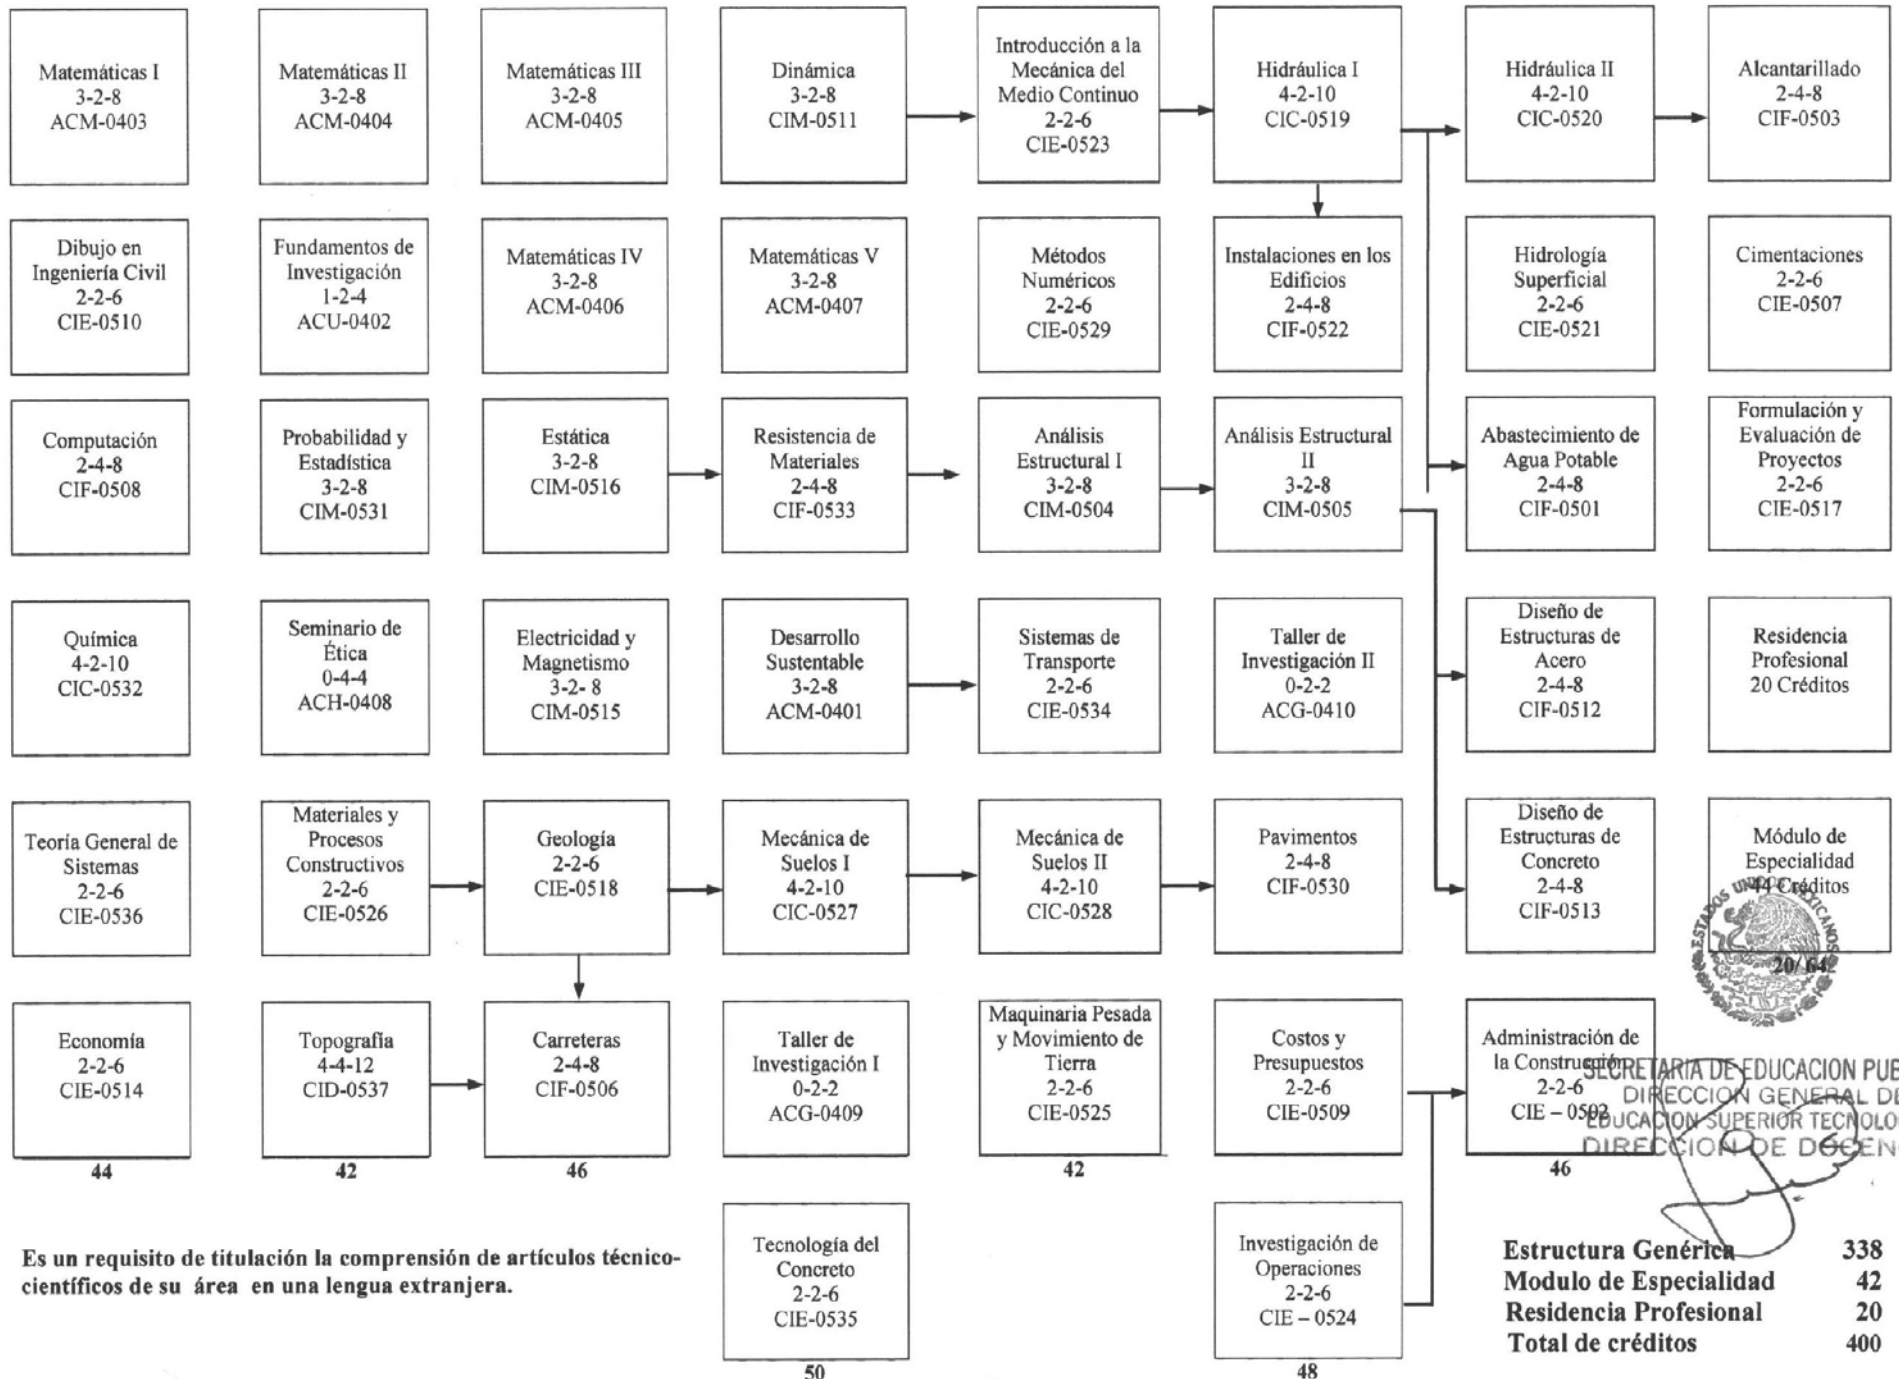 Matemáticas I
3-2-8
ACM-0403
Matemáticas II
3-2-8
ACM-0404
Matemáticas III
3-2-8
ACM-0405
Dinámica
3-2-8
CIM-0511
Introducción a la
Mecánica del
Medio Continuo
2-2-6
CIE-0523
Hidráulica I
4-2-10
CIC-0519
Hidráulica II
4-2-10
CIC-0520
Alcantarillado
2-4-8
CIF-0503
Dibujo en
Ingeniería Civil
2-2-6
CIE-0510
Fundamentos de
Investigación
1-2-4
ACU-0402
Matemáticas IV
3-2-8
ACM-0406
Matemáticas V
3-2-8
ACM-0407
Métodos
Numéricos
2-2-6
CIE-0529
Instalaciones en los
Edificios
2-4-8
CIF-0522
Hidrología
Superficial
2-2-6
CIE-0521
Cimentaciones
2-2-6
CIE-0507
Computación
2-4-8
CIF-0508
Probabilidad y
Estadística
3-2-8
CIM-0531
Estática
3-2-8
CIM-0516
Resistencia de
Materiales
2-4-8
CIF-0533
Análisis
Estructural I
3-2-8
CIM-0504
Análisis Estructural
II
3-2-8
CIM-0505
Abastecimiento de
Agua Potable
2-4-8
CIF-0501
Formulación y
Evaluación de
Proyectos
2-2-6
CIE-0517
Química
4-2-10
CIC-0532
Seminario de
Ética
0-4-4
ACH-0408
Electricidad y
Magnetismo
3-2- 8
CIM-0515
Desarrollo
Sustentable
3-2-8
ACM-0401
Sistemas de
Transporte
2-2-6
CIE-0534
Taller de
Investigación II
0-2-2
ACG-0410
Diseño de
Estructuras de
Acero
2-4-8
CIF-0512
Residencia
Profesional
20 Créditos
Teoría General de
Sistemas
2-2-6
CIE-0536
Materiales y
Procesos
Constructivos
2-2-6
CIE-0526
Geología
2-2-6
CIE-0518
Mecánica de
Suelos I
4-2-10
CIC-0527
Mecánica de
Suelos II
4-2-10
CIC-0528
Pavimentos
2-4-8
CIF-0530
Diseño de
Estructuras de
Concreto
2-4-8
CIF-0513
Módulo de
Especialidad
44 Créditos
ESTADOS UNIDOS MEXICANOS
20/ 64
Economía
2-2-6
CIE-0514
Topografía
4-4-12
CID-0537
Carreteras
2-4-8
CIF-0506
Taller de
Investigación I
0-2-2
ACG-0409
Maquinaria Pesada
y Movimiento de
Tierra
2-2-6
CIE-0525
Costos y
Presupuestos
2-2-6
CIE-0509
Administración de
la Construcción
2-2-6
CIE – 0502
SECRETARIA DE EDUCACION PUB
DIRECCION GENERAL DE
EDUCACION SUPERIOR TECNOLO
DIRECCION DE DOCEN
44
42
46
42
46
Tecnología del
Concreto
2-2-6
CIE-0535
Investigación de
Operaciones
2-2-6
CIE – 0524
50
48
Es un requisito de titulación la comprensión de artículos técnico-
científicos de su área en una lengua extranjera.
Estructura Genérica 338
Modulo de Especialidad 42
Residencia Profesional 20
Total de créditos 400